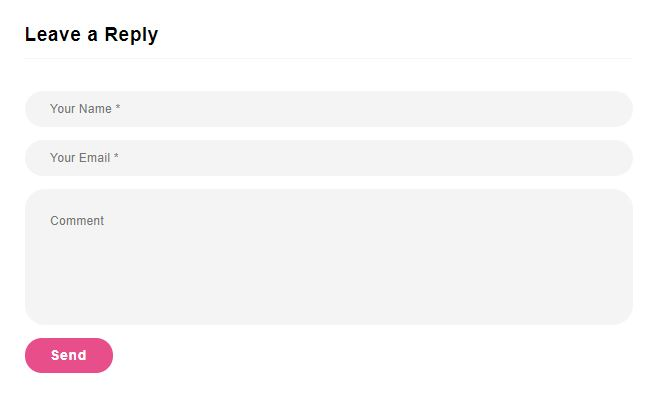 Leave a Reply
Your Name *
Your Email *
Comment
Send